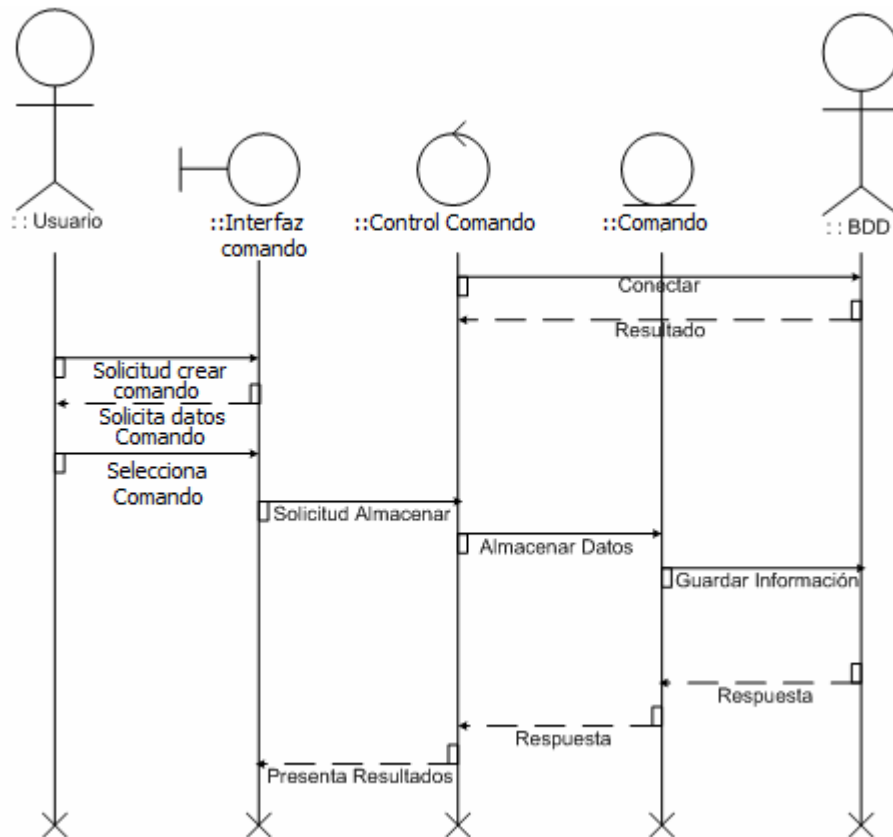 : : Usuario
::Interfaz
comando
::Control Comando
::Comando
: : BDD
Conectar
Resultado
Solicitud crear
comando
Solicita datos
Comando
Selecciona
Comando
Solicitud Almacenar
Almacenar Datos
Guardar Información
Respuesta
Respuesta
Presenta Resultados